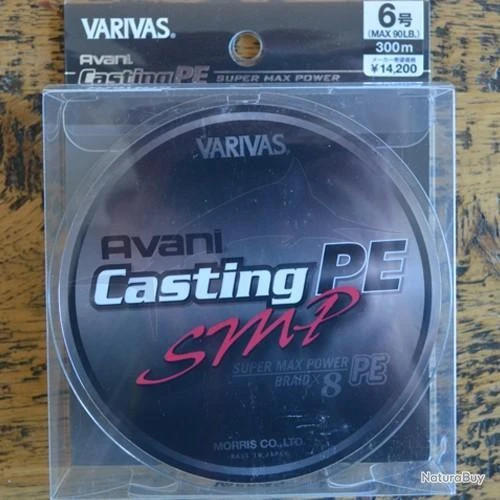 VARIVAS®
6号
(MAX 90LB.)
300m
メーカー希望価格
¥14,200
Avani
Casting PE SUPER MAX POWER
VARIVAS®
Avani
Casting PE
SMP
SUPER MAX POWER
BRAID×8 PE
MORRIS CO., LTD.
MADE IN JAPAN
NaturaBuy